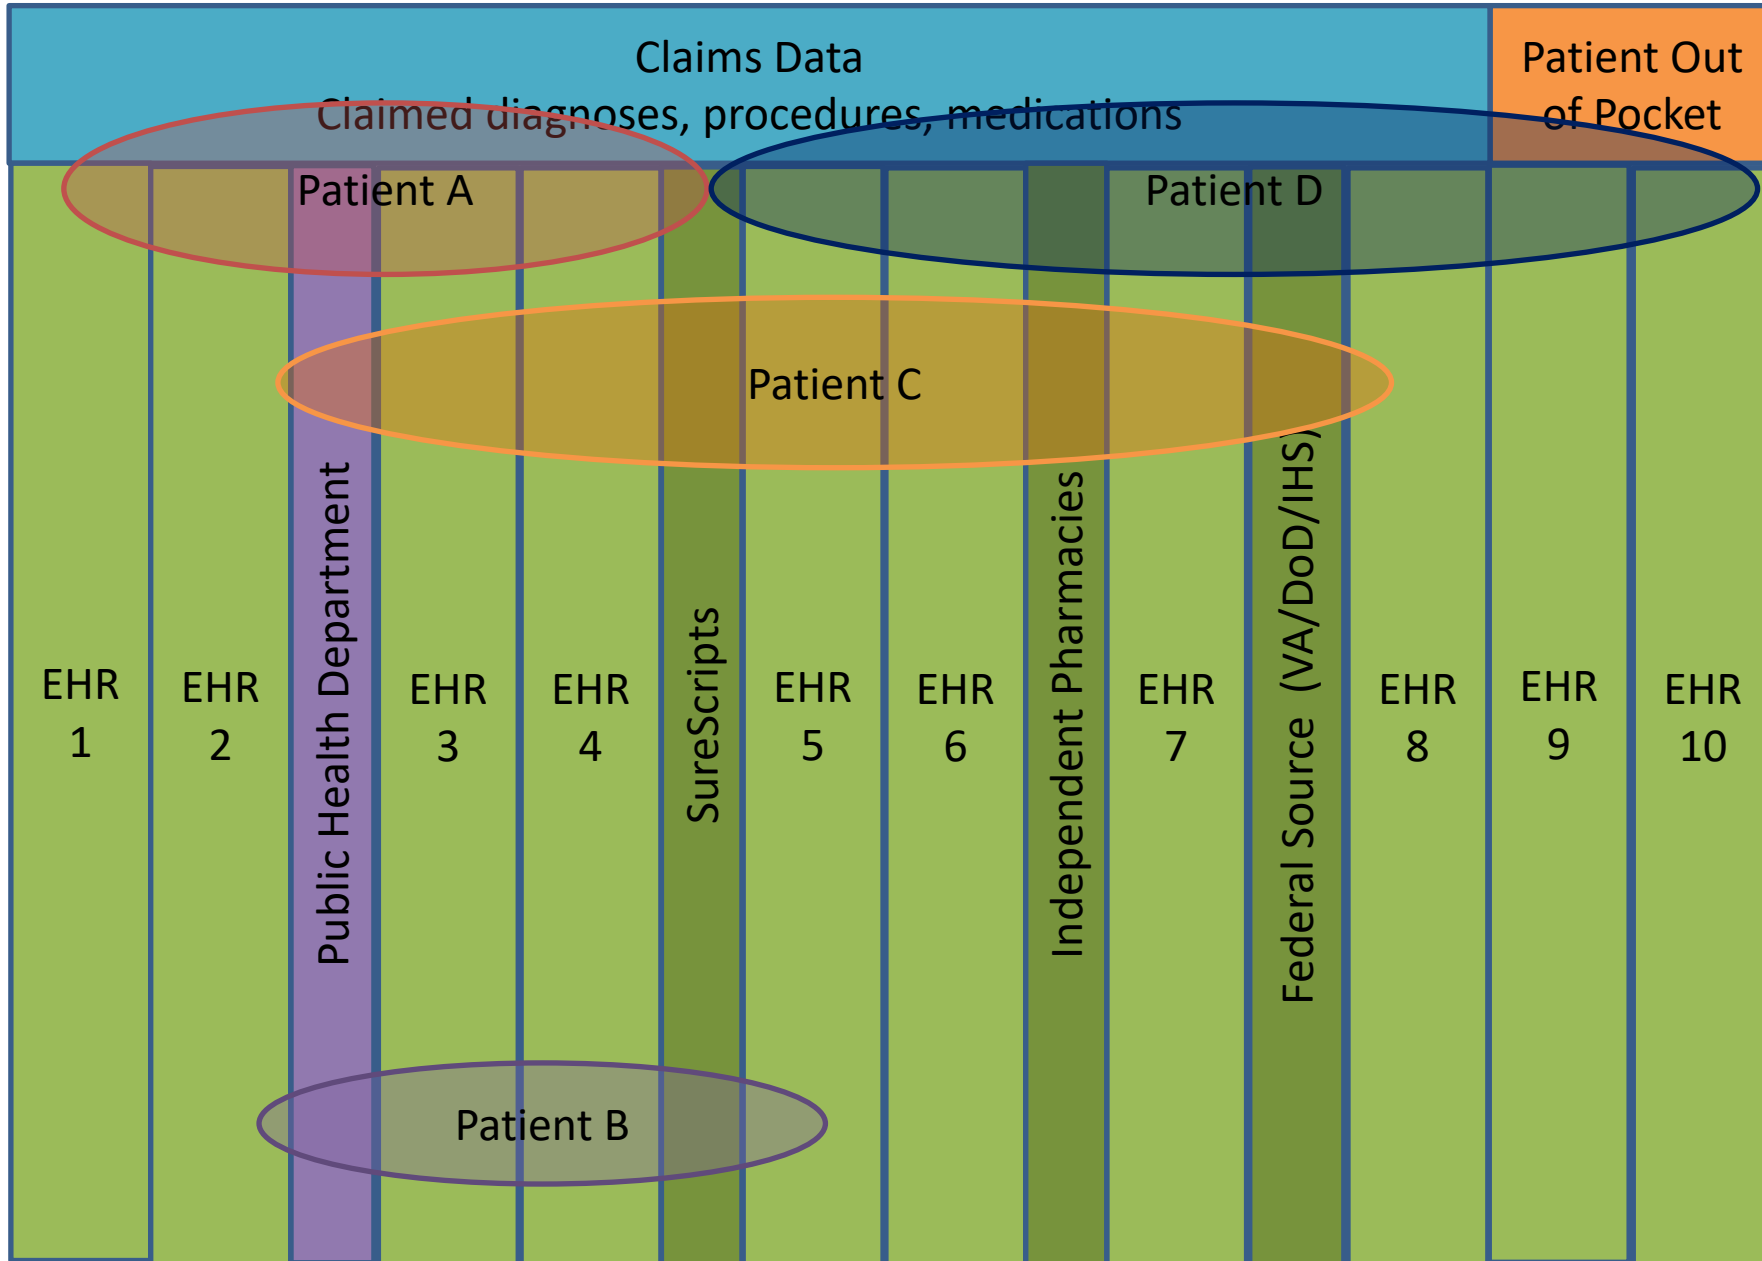 Claims Data
Claimed diagnoses, procedures, medications
Patient Out
of Pocket
Patient A
Patient D
Patient C
EHR
1
EHR
2
Public Health Department
EHR
3
EHR
4
SureScripts
EHR
5
EHR
6
Independent Pharmacies
EHR
7
Federal Source (VA/DoD/IHS)
EHR
8
EHR
9
EHR
10
Patient B